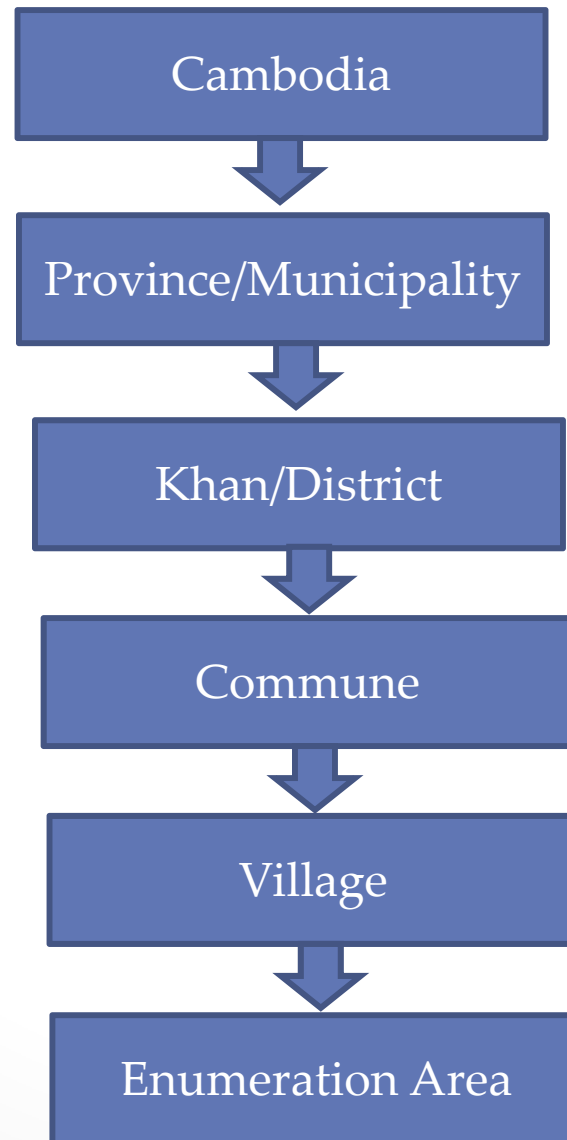 Cambodia
Province/Municipality
Khan/District
Commune
Village
Enumeration Area